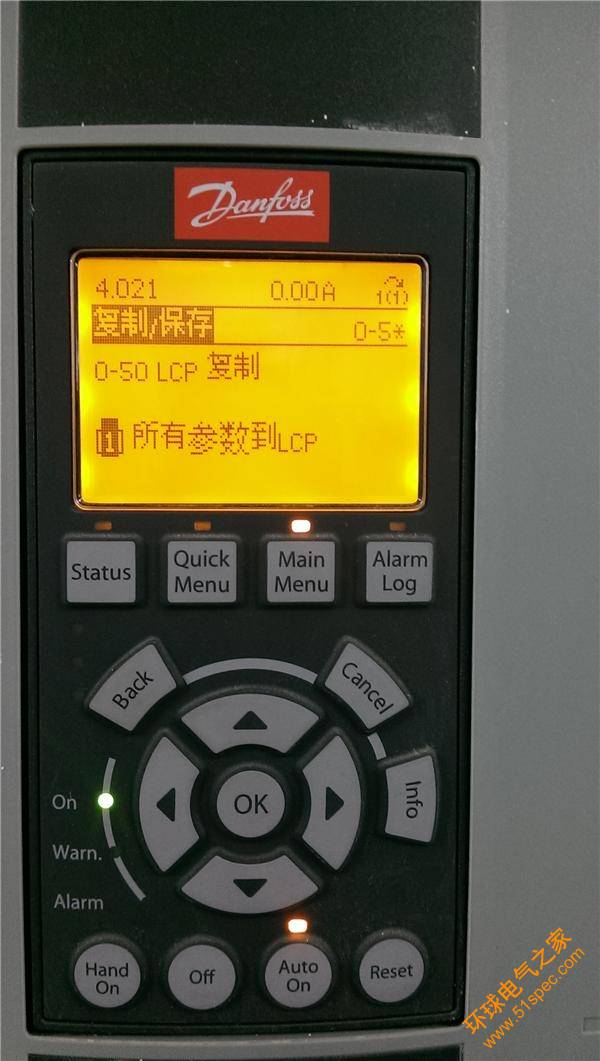 Danfoss
4.021 0.00A 1(1)
复制/保存 0-5*
0-50 LCP 复制
[1] 所有参数到LCP
Status
Quick Menu
Main Menu
Alarm Log
Back
Cancel
Info
OK
On
Warn.
Alarm
Hand On
Off
Auto On
Reset
环球电气之家
www.51spec.com